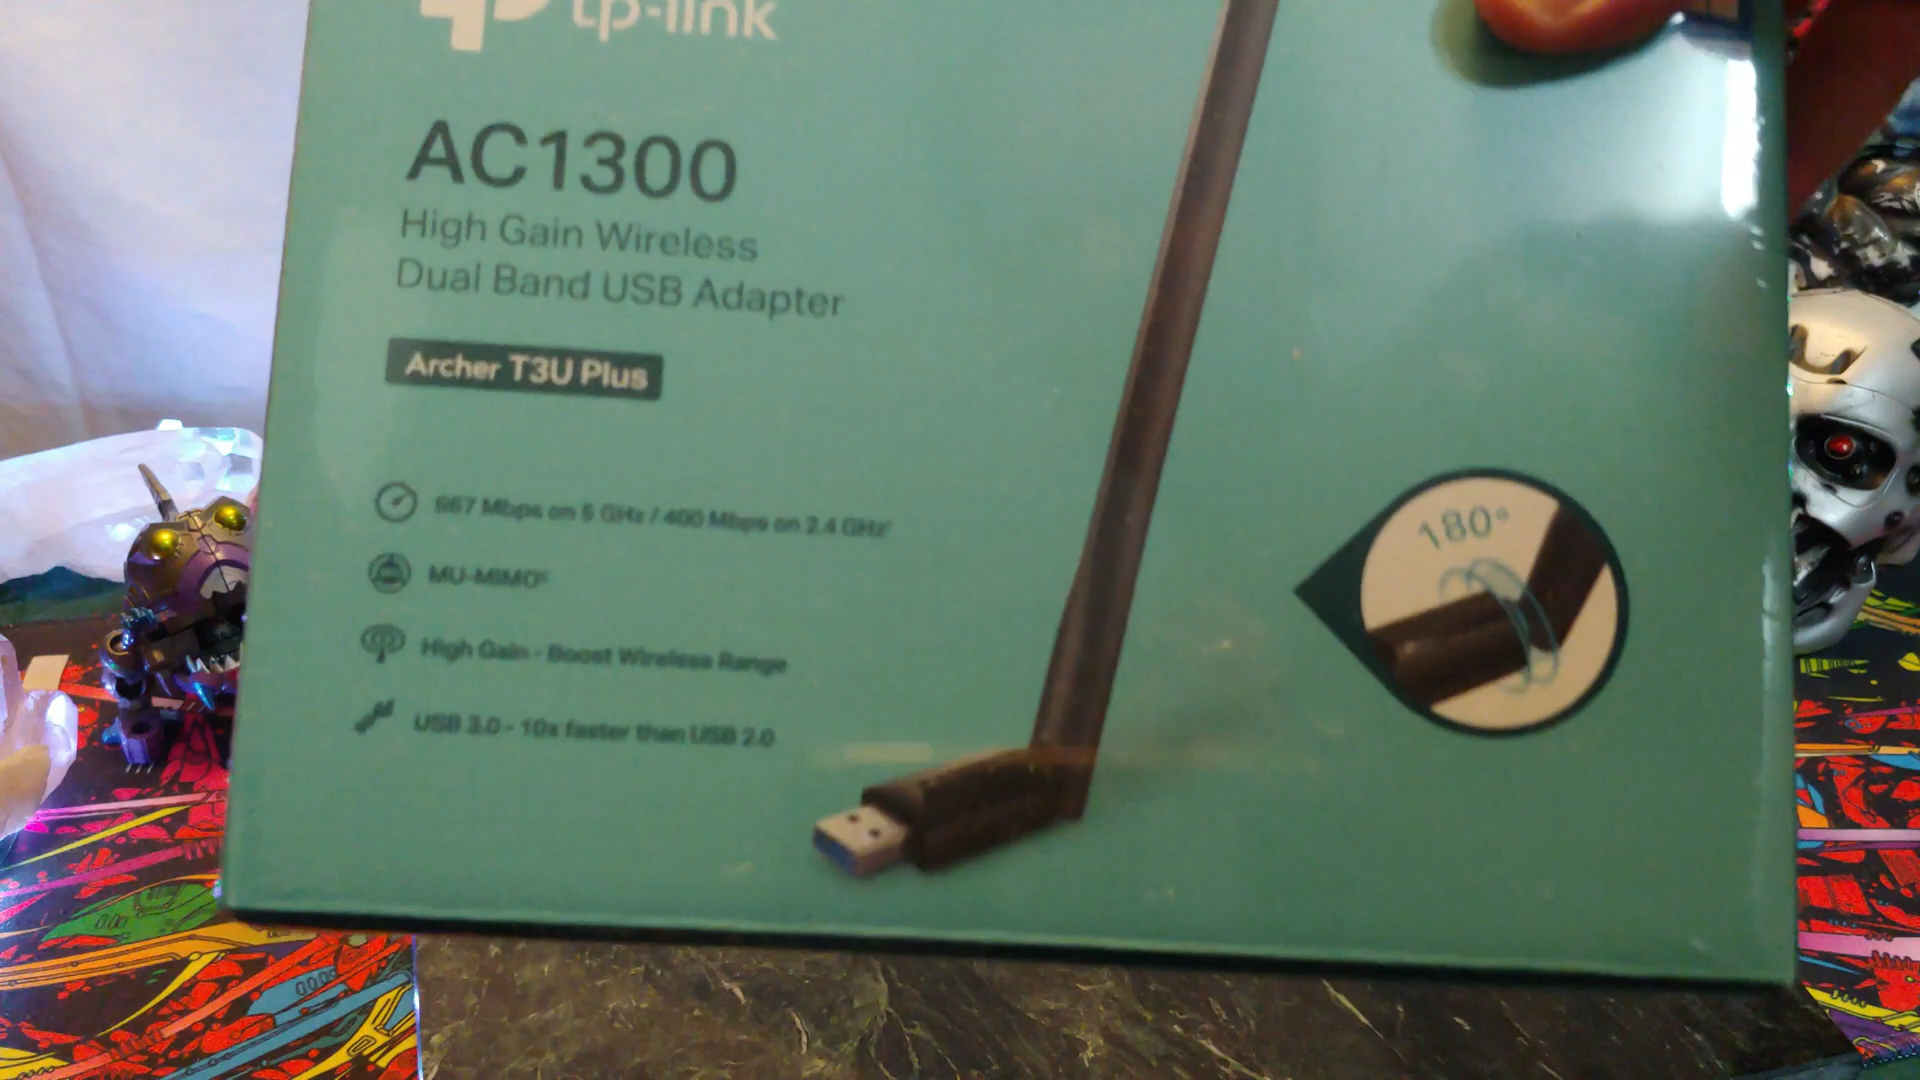 tp-link
AC1300
High Gain Wireless
Dual Band USB Adapter
Archer T3U Plus
867 Mbps on 5 GHz / 400 Mbps on 2.4 GHz
MU-MIMO
High Gain - Boost Wireless Range
USB 3.0 - 10x faster than USB 2.0
180°